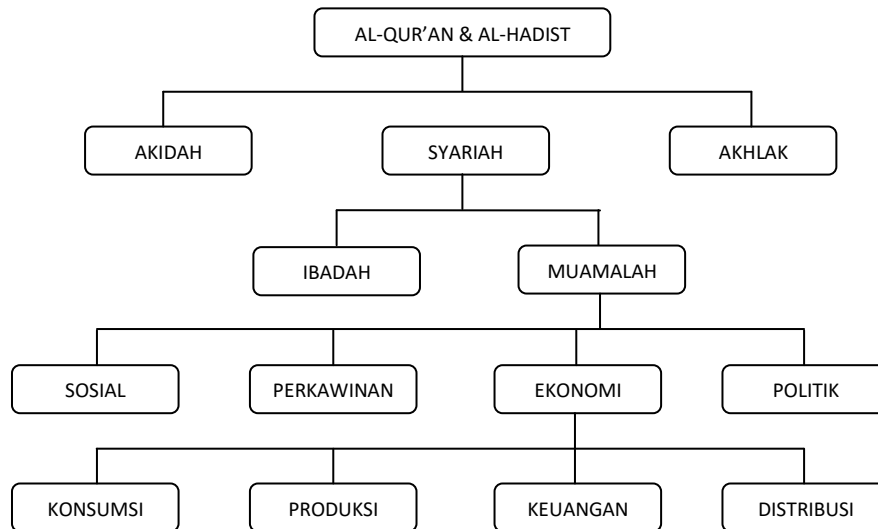 AL-QUR’AN & AL-HADIST
AKIDAH
SYARIAH
AKHLAK
IBADAH
MUAMALAH
SOSIAL
PERKAWINAN
EKONOMI
POLITIK
KONSUMSI
PRODUKSI
KEUANGAN
DISTRIBUSI